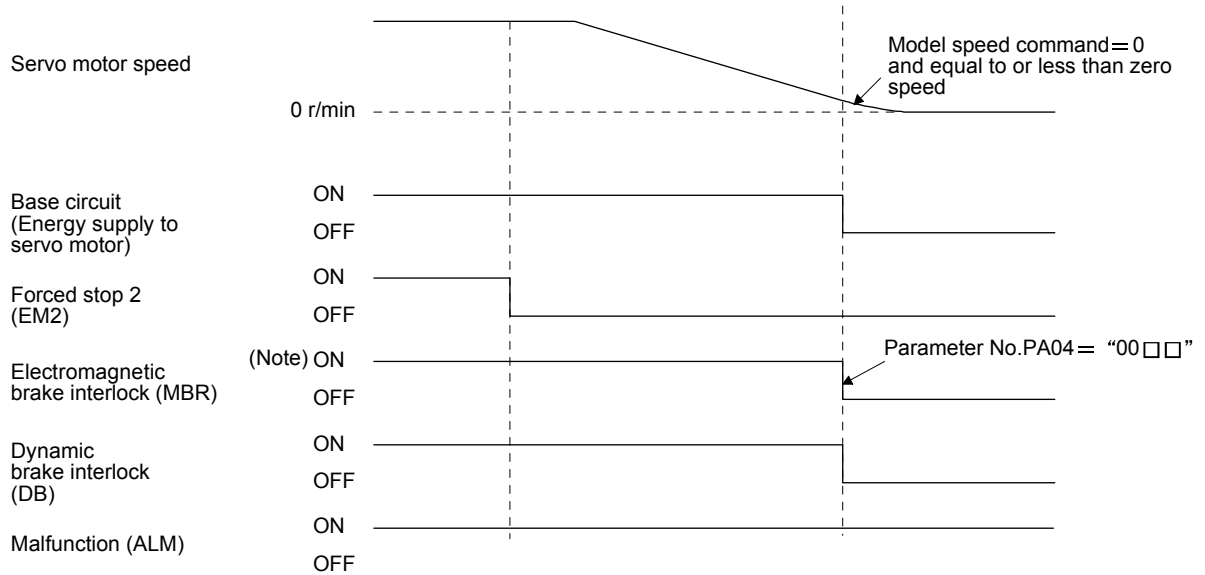 Servo motor speed
0 r/min
Model speed command＝0
and equal to or less than zero
speed
Base circuit
(Energy supply to
servo motor)
ON
OFF
Forced stop 2
(EM2)
ON
OFF
Electromagnetic
brake interlock (MBR)
(Note) ON
OFF
Parameter No.PA04＝ “00□□”
Dynamic
brake interlock
(DB)
ON
OFF
Malfunction (ALM)
ON
OFF